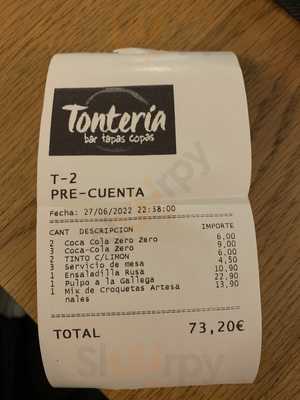 Tontería
bar tapas copas
T-2
PRE-CUENTA
Fecha: 27/06/2022 22:38:00
CANT DESCRIPCION IMPORTE
2 Coca Cola Zero Zero 6,00
3 Coca-Cola Zero 9,00
2 TINTO C/LIMON 6,00
3 Servicio de mesa 4,50
1 Ensaladilla Rusa 10,90
1 Pulpo a la Gallega 22,90
1 Mix de Croquetas Artesa 13,90
nales
TOTAL 73,20€
Sluurpy